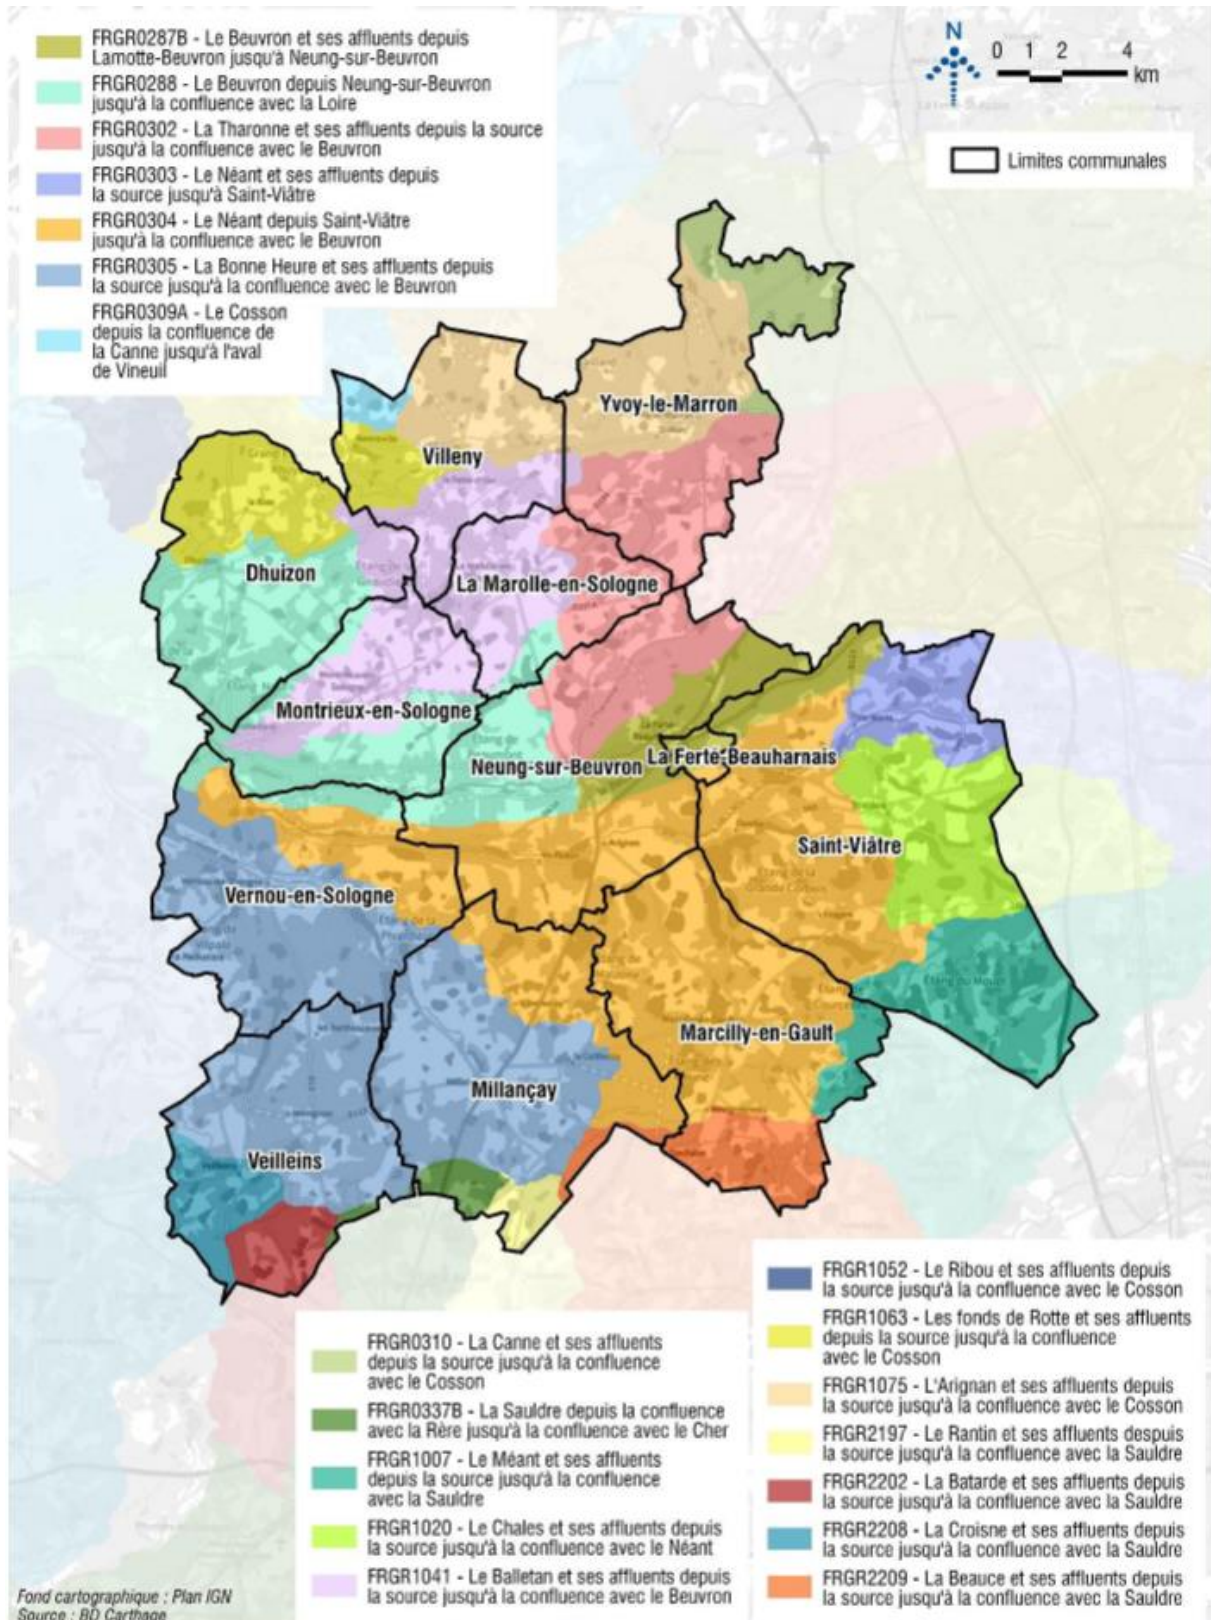 FRGR0287B - Le Beuvron et ses affluents depuis
Lamotte-Beuvron jusqu'à Neung-sur-Beuvron
FRGR0288 - Le Beuvron depuis Neung-sur-Beuvron
jusqu'à la confluence avec la Loire
FRGR0302 - La Tharonne et ses affluents depuis la source
jusqu'à la confluence avec le Beuvron
FRGR0303 - Le Néant et ses affluents depuis
la source jusqu'à Saint-Viâtre
FRGR0304 - Le Néant depuis Saint-Viâtre
jusqu'à la confluence avec le Beuvron
FRGR0305 - La Bonne Heure et ses affluents depuis
la source jusqu'à la confluence avec le Beuvron
FRGR0309A - Le Cosson
depuis la confluence de
la Canne jusqu'à l'aval
de Vineuil
N
0 1 2 4
km
Limites communales
Yvoy-le-Marron
Villeny
Dhuizon
La Marolle-en-Sologne
Montrieux-en-Sologne
Neung-sur-Beuvron
La Ferté-Beauharnais
Saint-Viâtre
Vernou-en-Sologne
Marcilly-en-Gault
Millançay
Veilleins
FRGR0310 - La Canne et ses affluents
depuis la source jusqu'à la confluence
avec le Cosson
FRGR0337B - La Sauldre depuis la confluence
avec la Rère jusqu'à la confluence avec le Cher
FRGR1007 - Le Méant et ses affluents
depuis la source jusqu'à la confluence
avec la Sauldre
FRGR1020 - Le Chales et ses affluents depuis
la source jusqu'à la confluence avec le Néant
FRGR1041 - Le Balletan et ses affluents depuis
la source jusqu'à la confluence avec le Beuvron
FRGR1052 - Le Ribou et ses affluents depuis
la source jusqu'à la confluence avec le Cosson
FRGR1063 - Les fonds de Rotte et ses affluents
depuis la source jusqu'à la confluence
avec le Cosson
FRGR1075 - L'Arignan et ses affluents depuis
la source jusqu'à la confluence avec le Cosson
FRGR2197 - Le Rantin et ses affluents despuis
la source jusqu'à la confluence avec la Sauldre
FRGR2202 - La Batarde et ses affluents depuis
la source jusqu'à la confluence avec la Sauldre
FRGR2208 - La Croisne et ses affluents depuis
la source jusqu'à la confluence avec la Sauldre
FRGR2209 - La Beauce et ses affluents depuis
la source jusqu'à la confluence avec la Sauldre
Fond cartographique : Plan IGN
Source : BD Carthage